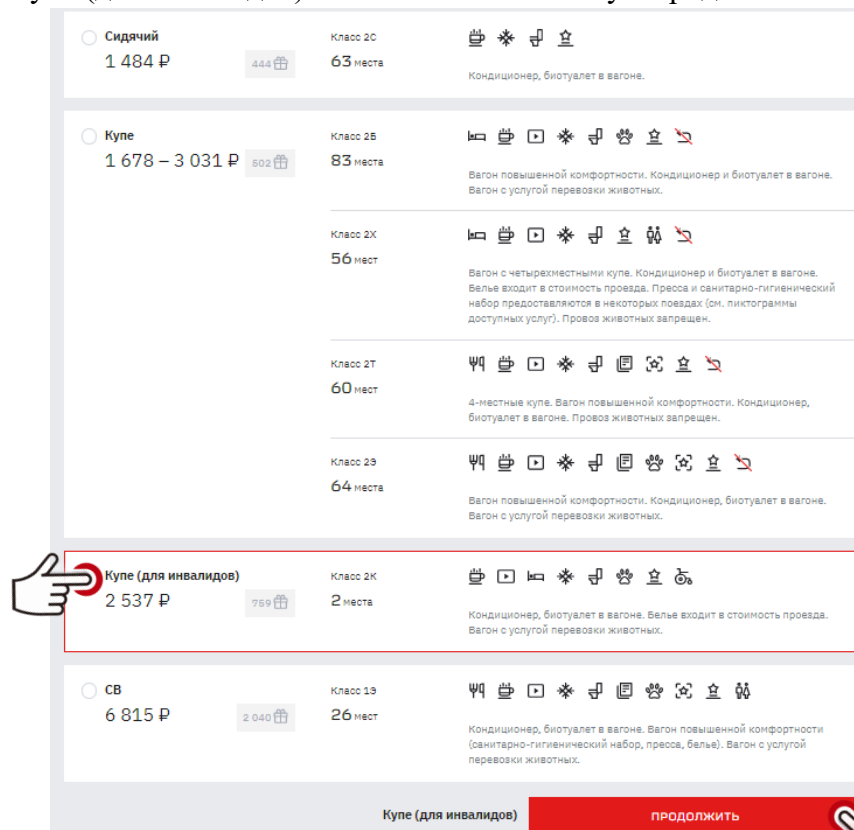 Сидячий
1 484 ₽
444
Класс 2С
63 места
Кондиционер, биотуалет в вагоне.
Купе
1 678 – 3 031 ₽
502
Класс 2Б
83 места
Вагон повышенной комфортности. Кондиционер и биотуалет в вагоне.
Вагон с услугой перевозки животных.
Класс 2Х
56 мест
Вагон с четырехместными купе. Кондиционер и биотуалет в вагоне.
Белье входит в стоимость проезда. Пресса и санитарно-гигиенический
набор предоставляются в некоторых поездах (см. пиктограммы
доступных услуг). Провоз животных запрещен.
Класс 2Т
60 мест
4-местные купе. Вагон повышенной комфортности. Кондиционер,
биотуалет в вагоне. Провоз животных запрещен.
Класс 2Э
64 места
Вагон повышенной комфортности. Кондиционер, биотуалет в вагоне.
Вагон с услугой перевозки животных.
Купе (для инвалидов)
2 537 ₽
759
Класс 2К
2 места
Кондиционер, биотуалет в вагоне. Белье входит в стоимость проезда.
Вагон с услугой перевозки животных.
СВ
6 815 ₽
2 040
Класс 1Э
26 мест
Кондиционер, биотуалет в вагоне. Вагон повышенной комфортности
(санитарно-гигиенический набор, пресса, белье). Вагон с услугой
перевозки животных.
Купе (для инвалидов)
ПРОДОЛЖИТЬ